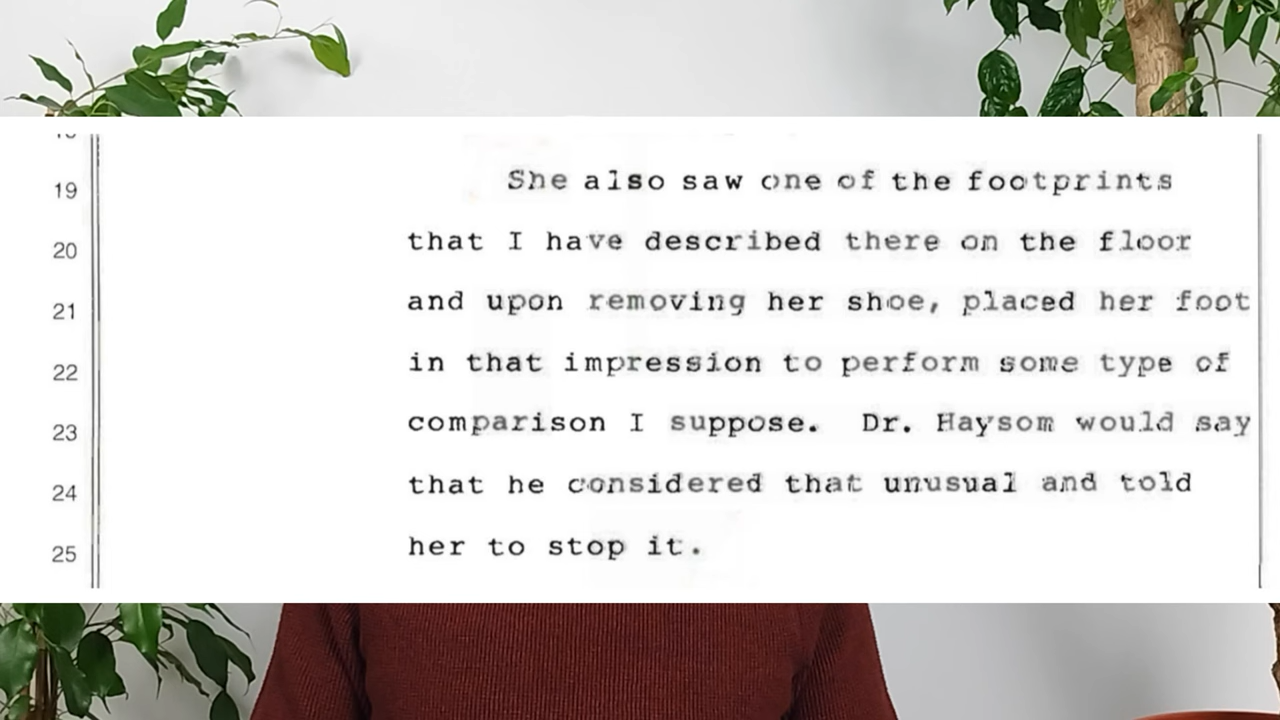 19 She also saw one of the footprints
20 that I have described there on the floor
21 and upon removing her shoe, placed her foot
22 in that impression to perform some type of
23 comparison I suppose. Dr. Haysom would say
24 that he considered that unusual and told
25 her to stop it.